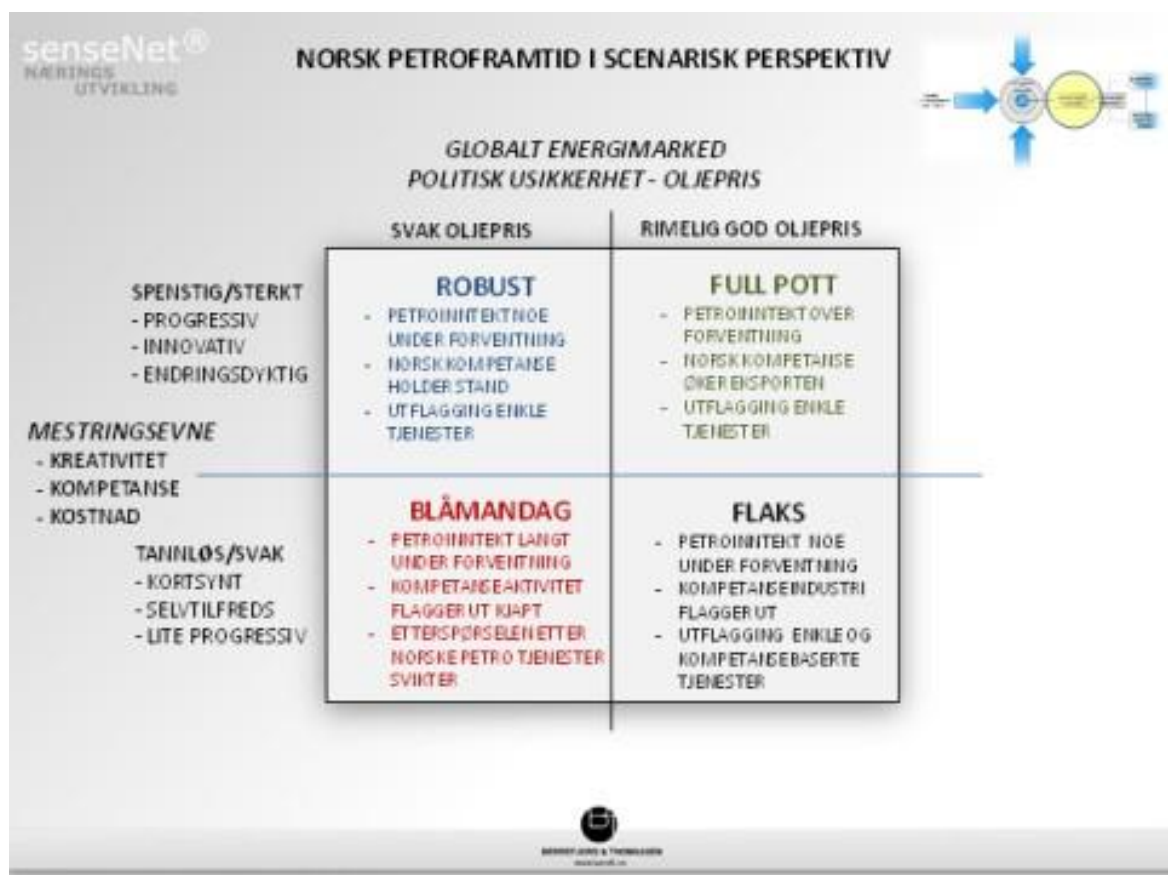 senseNet®
NÆRINGS
UTVIKLING
NORSK PETROFRAMTID I SCENARISK PERSPEKTIV
GLOBALT ENERGIMARKED
POLITISK USIKKERHET - OLJEPRIS
SVAK OLJEPRIS
RIMELIG GOD OLJEPRIS
SPENSTIG/STERKT
- PROGRESSIV
- INNOVATIV
- ENDRINGSDYKTIG
ROBUST
- PETROINNTEKT NOE
UNDER FORVENTNING
- NORSK KOMPETANSE
HOLDER STAND
- UTFLAGGING ENKLE
TJENESTER
FULL POTT
- PETROINNTEKT OVER
FORVENTNING
- NORSK KOMPETANSE
ØKER EKSPORTEN
- UTFLAGGING ENKLE
TJENESTER
MESTRINGSEVNE
- KREATIVITET
- KOMPETANSE
- KOSTNAD
TANNLØS/SVAK
- KORTSYNT
- SELVTILFREDS
- LITE PROGRESSIV
BLÅMANDAG
- PETROINNTEKT LANGT
UNDER FORVENTNING
- KOMPETANSEAKTIVITET
FLAGGER UT KJAPT
- ETTERSPØRSELEN ETTER
NORSKE PETRO TJENESTER
SVIKTER
FLAKS
- PETROINNTEKT NOE
UNDER FORVENTNING
- KOMPETANSEINDUSTRI
FLAGGER UT
- UTFLAGGING ENKLE OG
KOMPETANSEBASERTE
TJENESTER